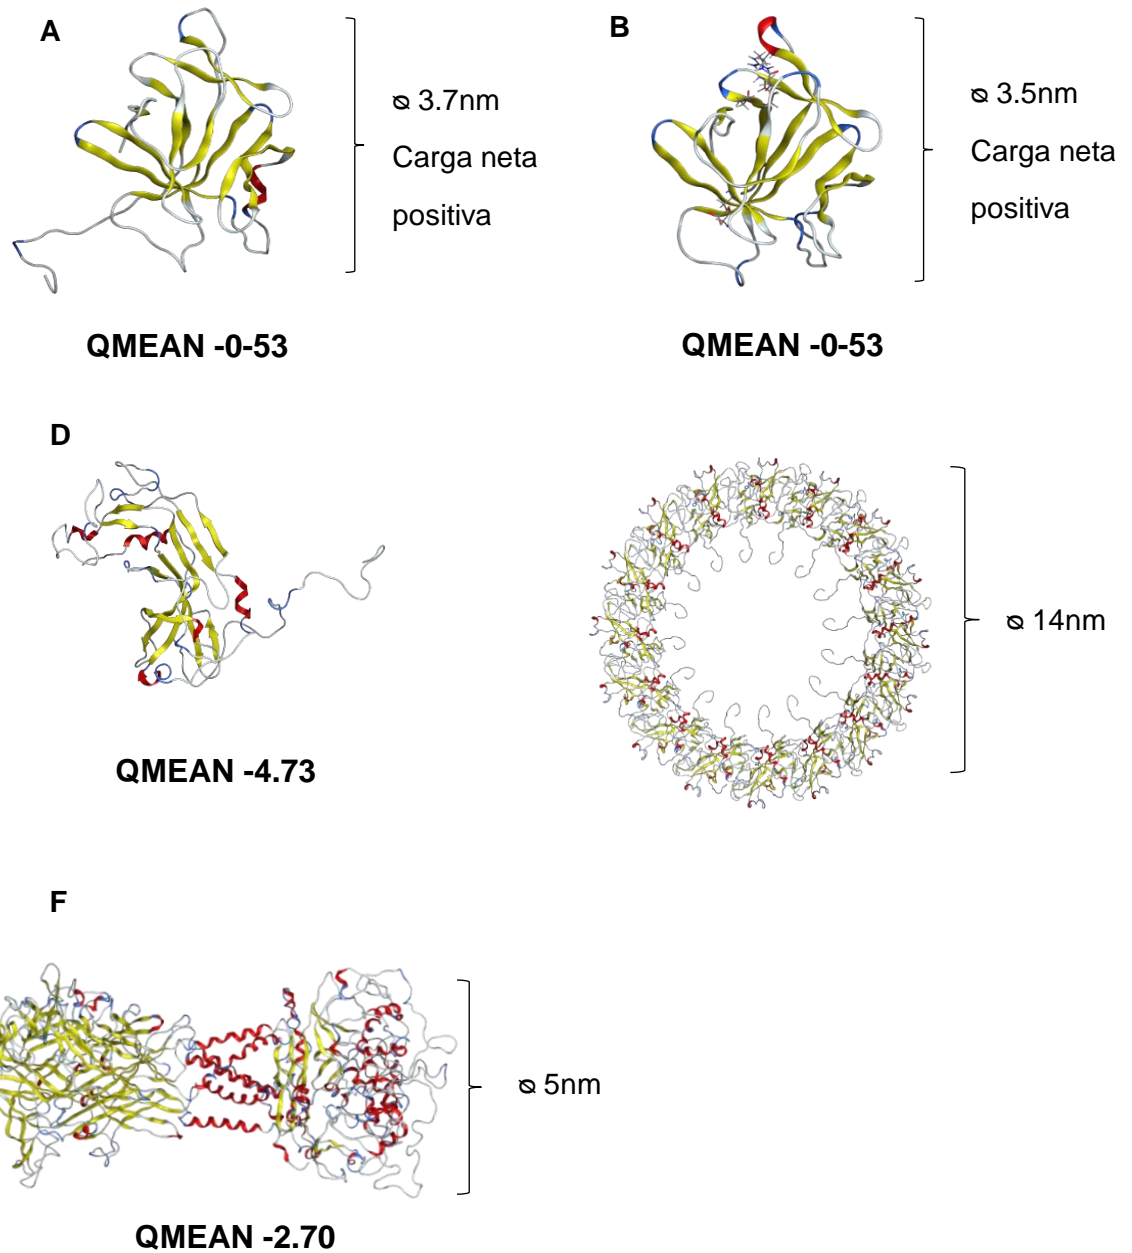 A
B
⌀ 3.7nm
Carga neta
positiva
⌀ 3.5nm
Carga neta
positiva
QMEAN -0-53
QMEAN -0-53
D
⌀ 14nm
QMEAN -4.73
F
⌀ 5nm
QMEAN -2.70